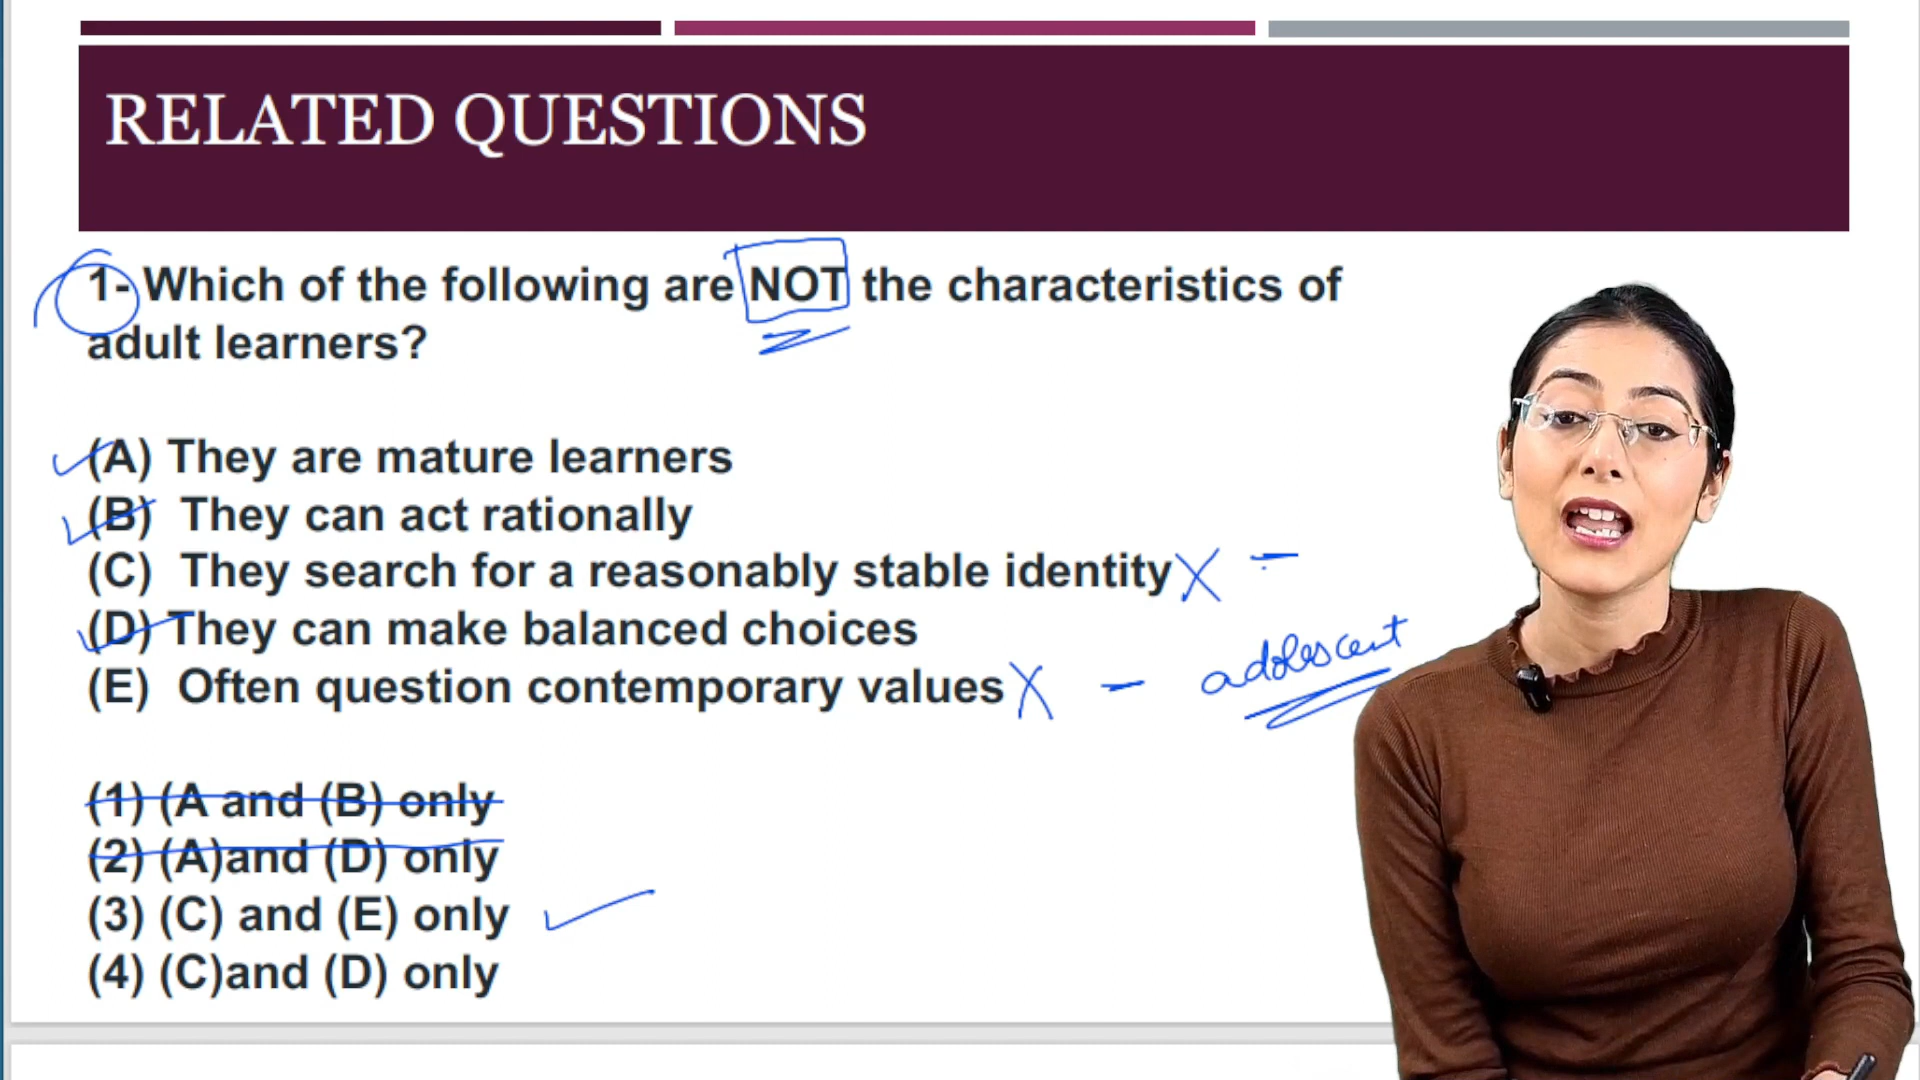 RELATED QUESTIONS
1- Which of the following are NOT the characteristics of
adult learners?
(A) They are mature learners
(B) They can act rationally
(C) They search for a reasonably stable identity X -
(D) They can make balanced choices
(E) Often question contemporary values X - adolescent
(1) (A and (B) only
(2) (A)and (D) only
(3) (C) and (E) only
(4) (C)and (D) only